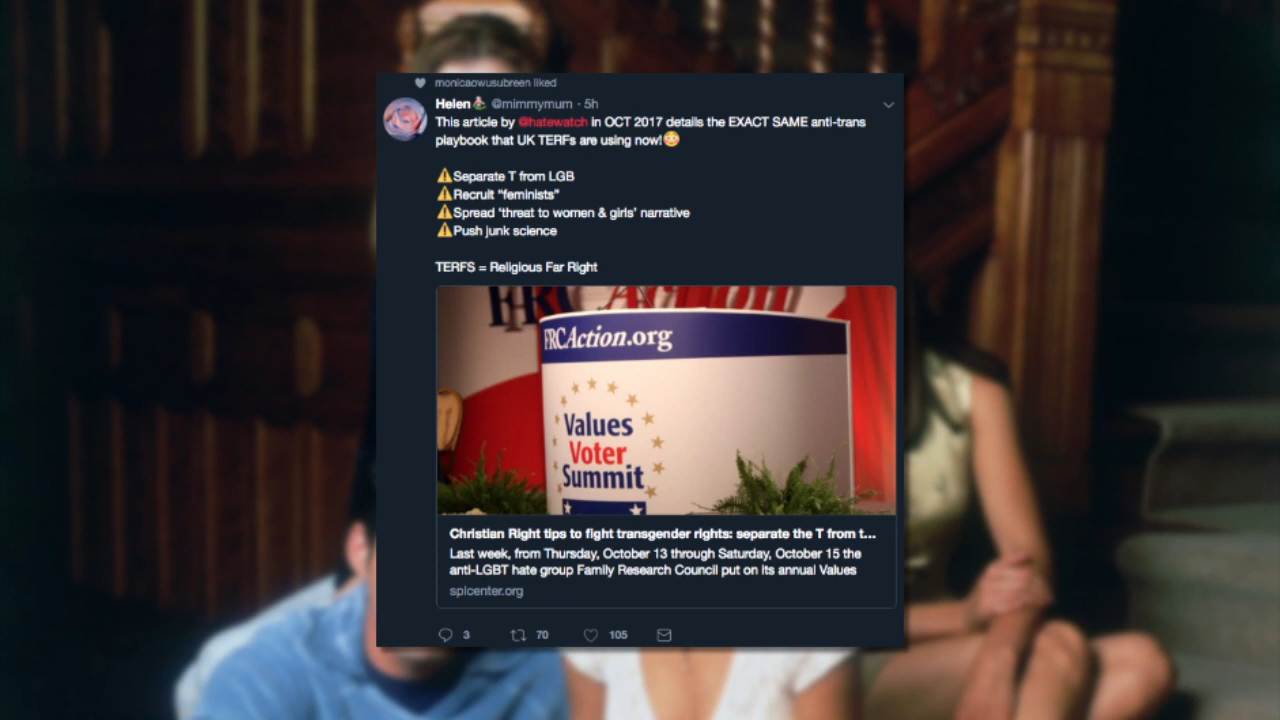 monicaowusubreen liked
Helen @mimmymum · 5h
This article by @hatewatch in OCT 2017 details the EXACT SAME anti-trans
playbook that UK TERFs are using now!😳
⚠️Separate T from LGB
⚠️Recruit "feminists"
⚠️Spread 'threat to women & girls' narrative
⚠️Push junk science
TERFS = Religious Far Right
FRC Action
FRCAction.org
Values
Voter
Summit
Christian Right tips to fight transgender rights: separate the T from t...
Last week, from Thursday, October 13 through Saturday, October 15 the
anti-LGBT hate group Family Research Council put on its annual Values
splcenter.org
3 70 105